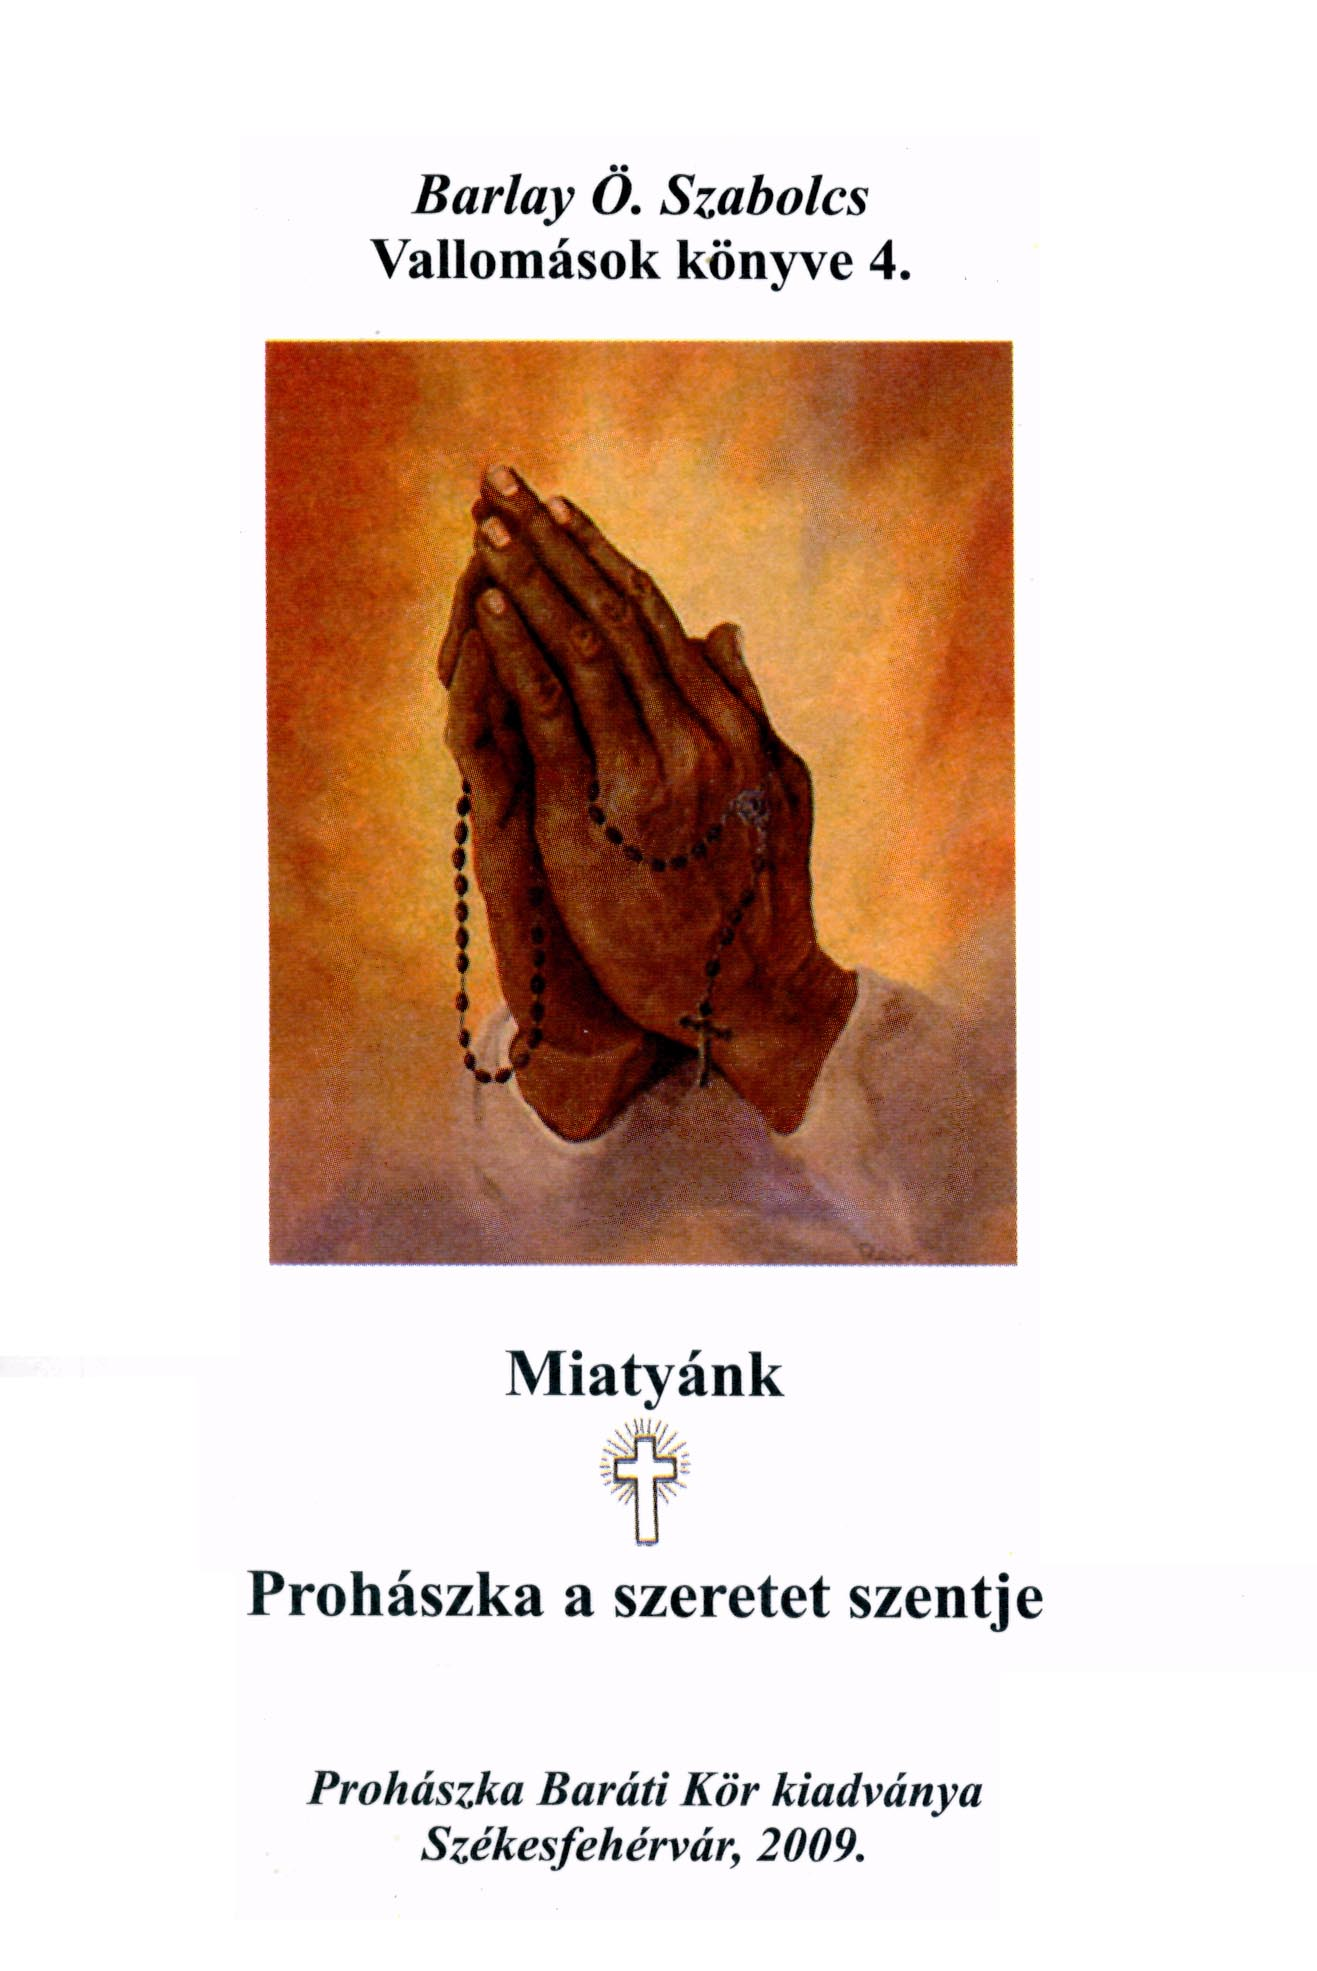 Barlay Ö. Szabolcs
Vallomások könyve 4.
Miatyánk
Prohászka a szeretet szentje
Prohászka Baráti Kör kiadványa
Székesfehérvár, 2009.